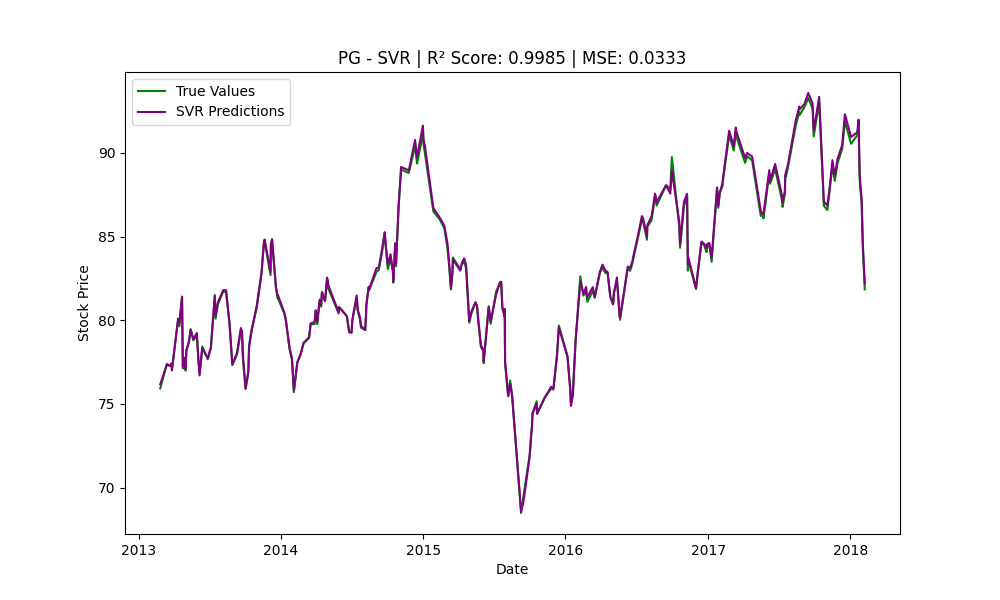 PG - SVR | R² Score: 0.9985 | MSE: 0.0333
True Values
SVR Predictions
Stock Price
90
85
80
75
70
2013 2014 2015 2016 2017 2018
Date